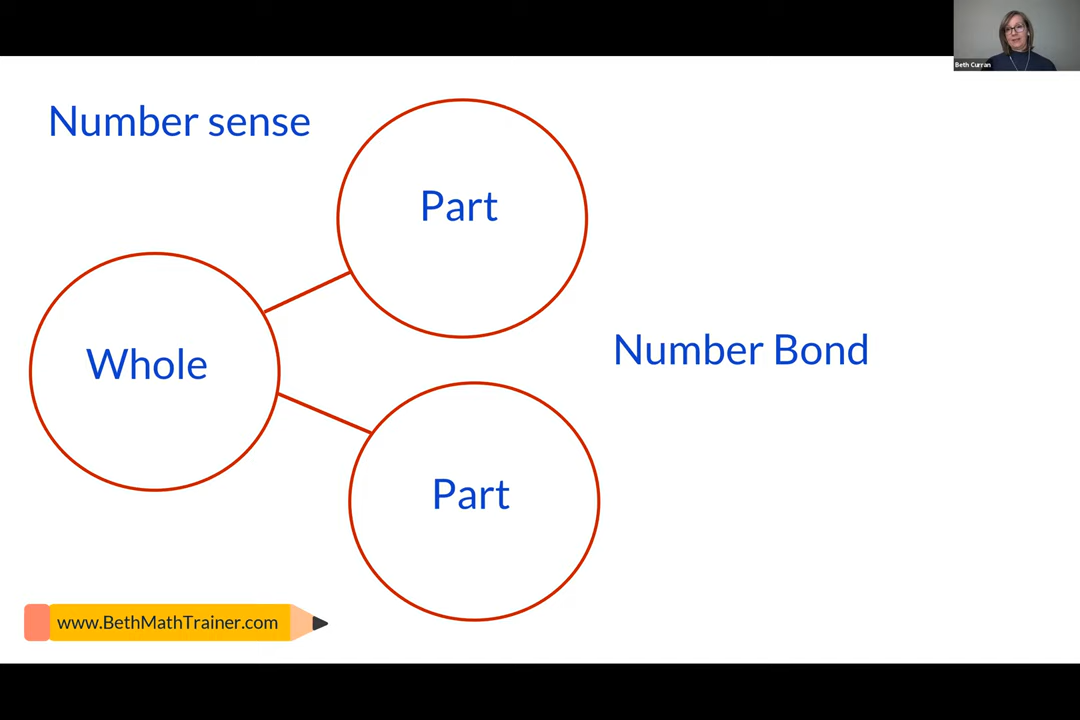 Beth Curran
Number sense
Part
Whole
Number Bond
Part
www.BethMathTrainer.com